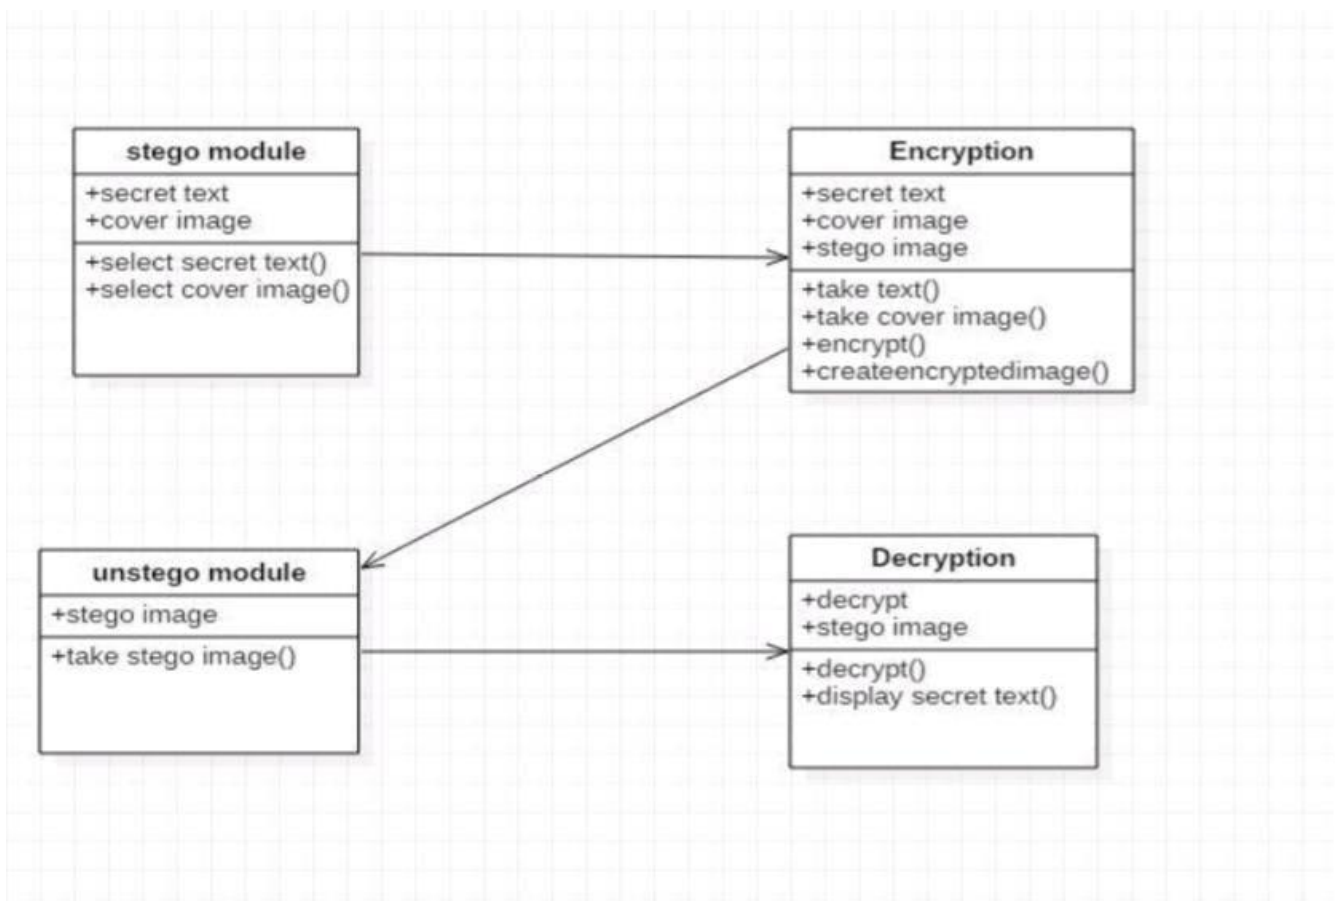 stego module
+secret text
+cover image
+select secret text()
+select cover image()
Encryption
+secret text
+cover image
+stego image
+take text()
+take cover image()
+encrypt()
+createencryptedimage()
unstego module
+stego image
+take stego image()
Decryption
+decrypt
+stego image
+decrypt()
+display secret text()